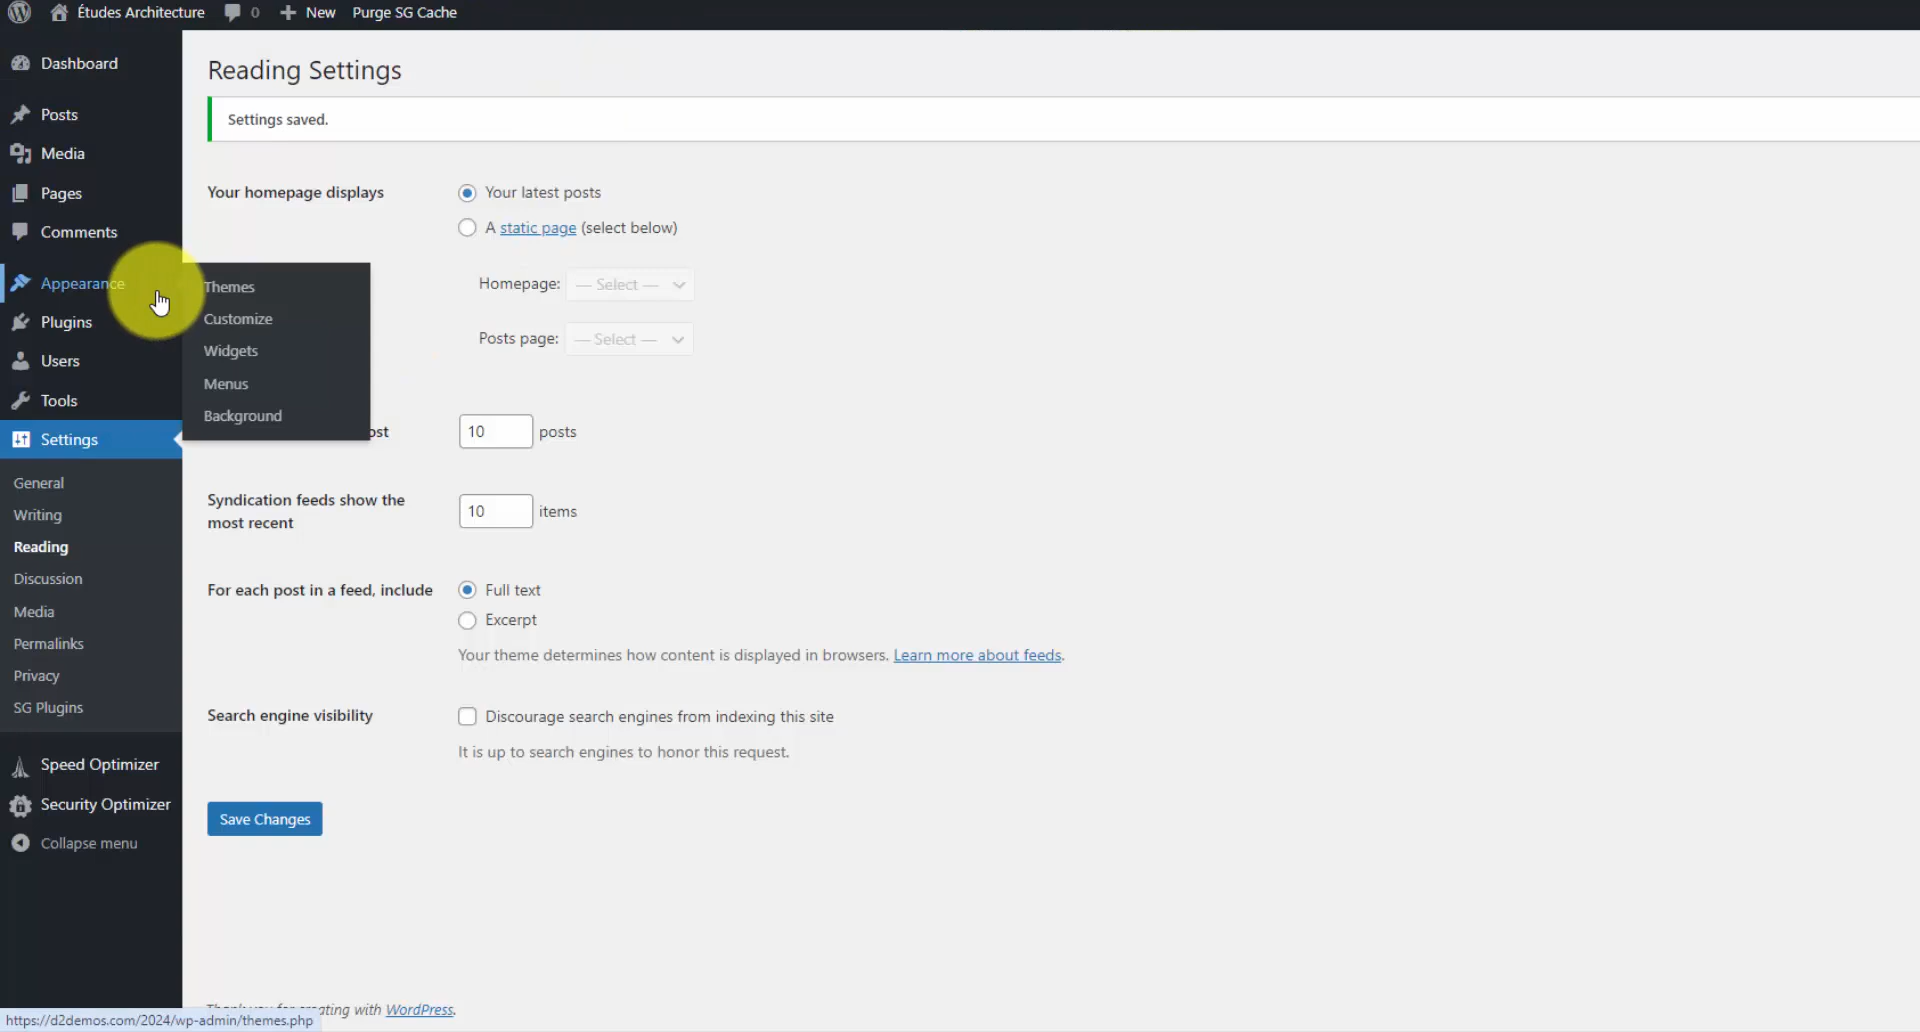 Études Architecture 0 New Purge SG Cache
Dashboard
Posts
Media
Pages
Comments
Appearance
Plugins
Users
Tools
Settings
General
Writing
Reading
Discussion
Media
Permalinks
Privacy
SG Plugins
Speed Optimizer
Security Optimizer
Collapse menu
Themes
Customize
Widgets
Menus
Background
Reading Settings
Settings saved.
Your homepage displays
Your latest posts
A static page (select below)
Homepage: — Select —
Posts page: — Select —
ost 10 posts
Syndication feeds show the
most recent
10 items
For each post in a feed, include
Full text
Excerpt
Your theme determines how content is displayed in browsers. Learn more about feeds.
Search engine visibility
Discourage search engines from indexing this site
It is up to search engines to honor this request.
Save Changes
Thank you for creating with WordPress.
https://d2demos.com/2024/wp-admin/themes.php